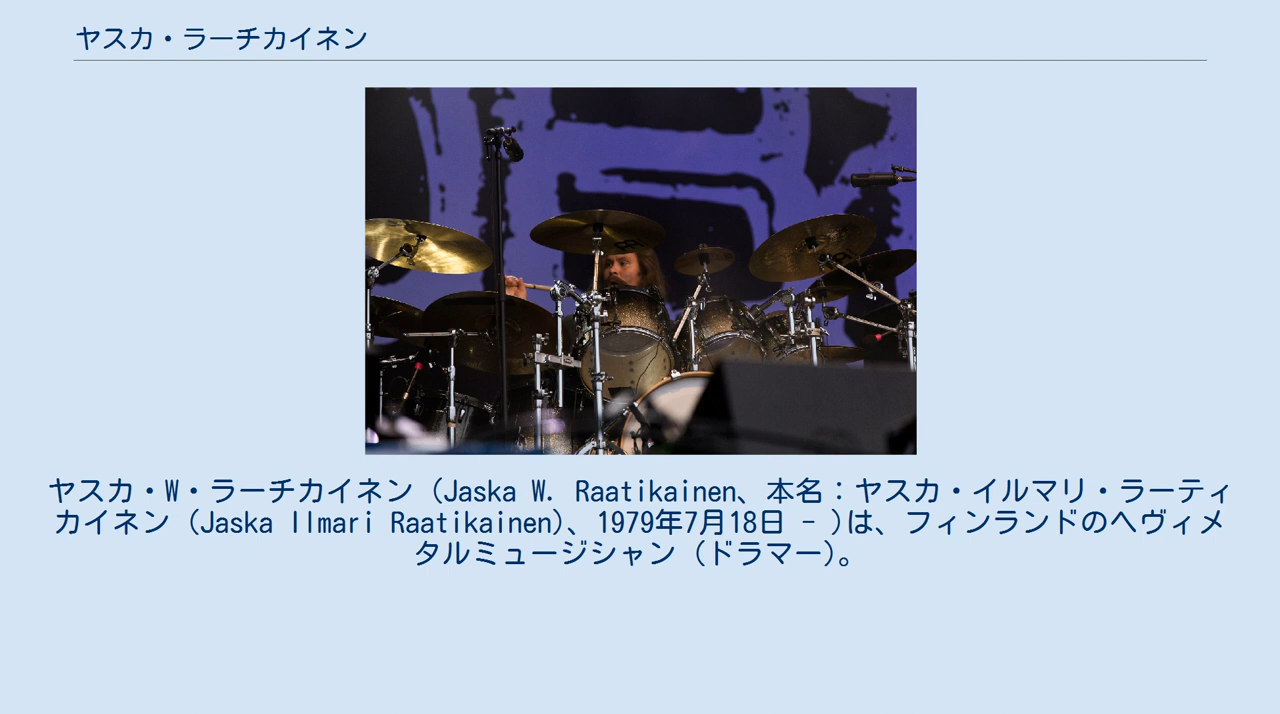 ヤスカ・ラーチカイネン
ヤスカ・W・ラーチカイネン（Jaska W. Raatikainen、本名：ヤスカ・イルマリ・ラーティ
カイネン（Jaska Ilmari Raatikainen)、1979年7月18日 - )は、フィンランドのヘヴィメ
タルミュージシャン（ドラマー）。